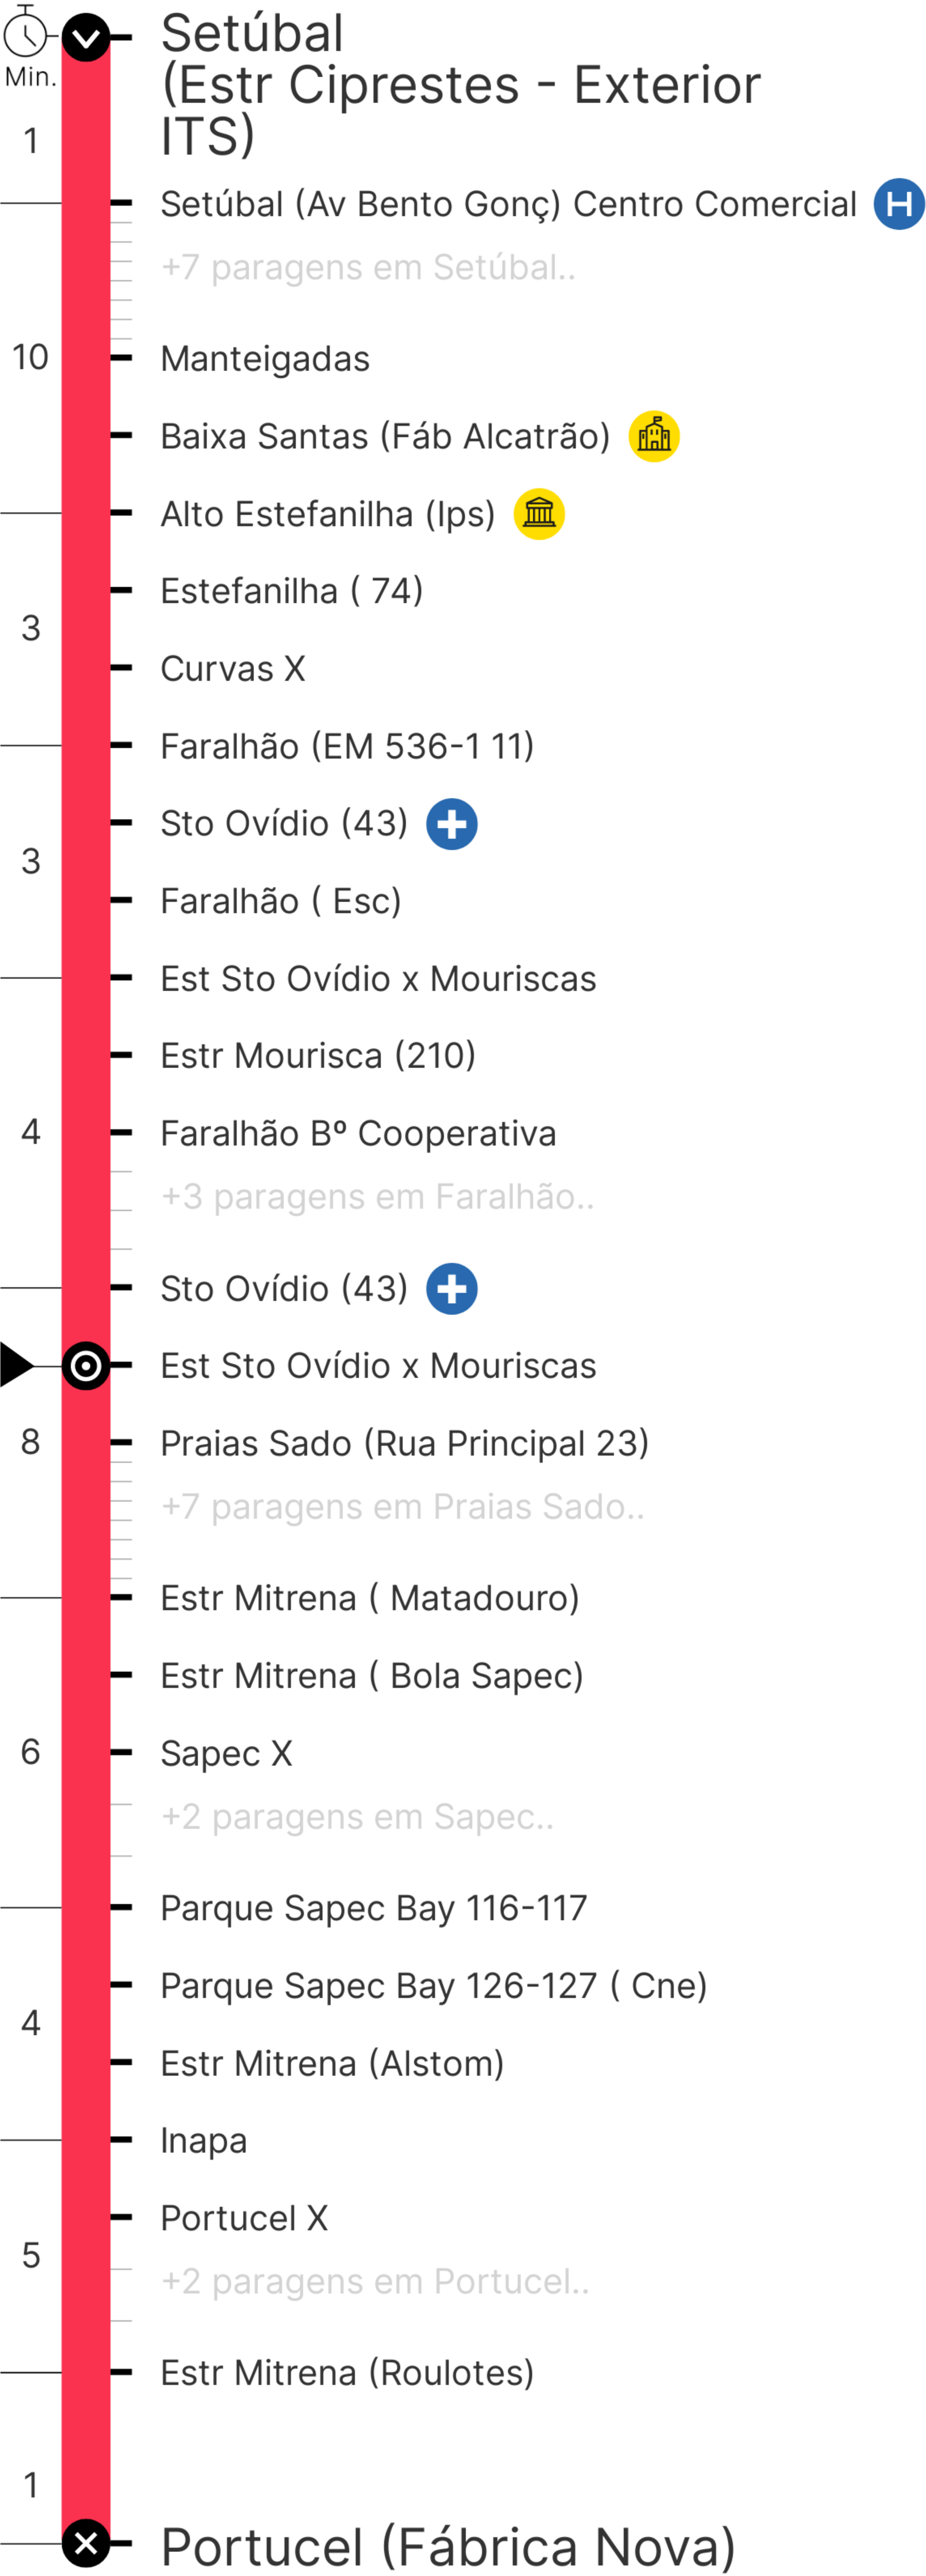 Setúbal
(Estr Ciprestes - Exterior
ITS)
Min.
1
Setúbal (Av Bento Gonç) Centro Comercial H
+7 paragens em Setúbal..
10
Manteigadas
Baixa Santas (Fáb Alcatrão)
Alto Estefanilha (Ips)
Estefanilha ( 74)
3
Curvas X
Faralhão (EM 536-1 11)
Sto Ovídio (43)
3
Faralhão ( Esc)
Est Sto Ovídio x Mouriscas
Estr Mourisca (210)
4
Faralhão Bº Cooperativa
+3 paragens em Faralhão..
Sto Ovídio (43)
Est Sto Ovídio x Mouriscas
8
Praias Sado (Rua Principal 23)
+7 paragens em Praias Sado..
Estr Mitrena ( Matadouro)
Estr Mitrena ( Bola Sapec)
6
Sapec X
+2 paragens em Sapec..
Parque Sapec Bay 116-117
Parque Sapec Bay 126-127 ( Cne)
4
Estr Mitrena (Alstom)
Inapa
Portucel X
5
+2 paragens em Portucel..
Estr Mitrena (Roulotes)
1
Portucel (Fábrica Nova)